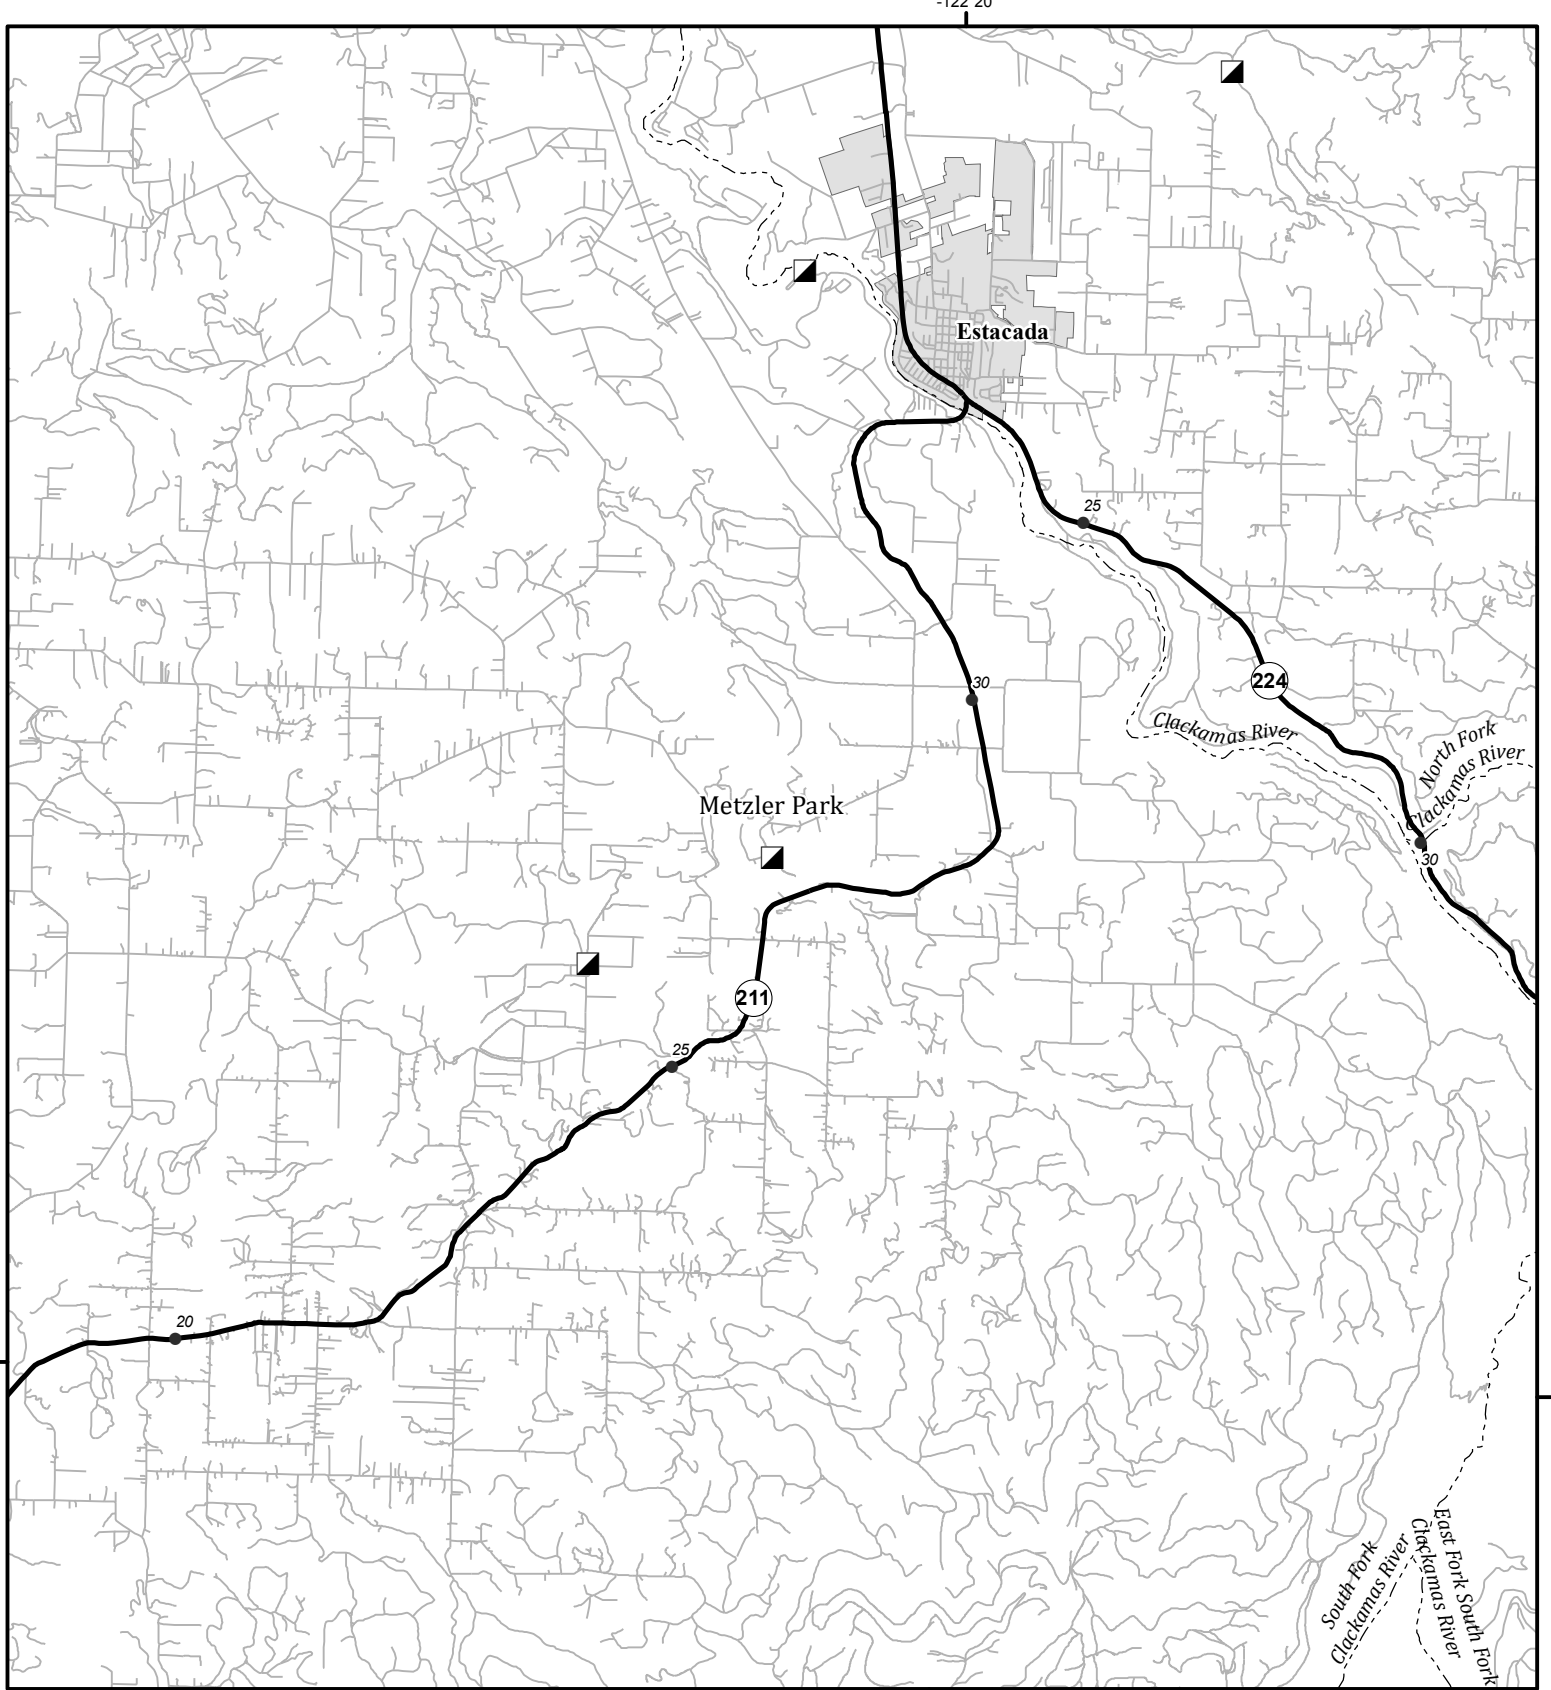 -122 20
Estacada
25
30
224
Clackamas River
North Fork
Clackamas River
Metzler Park
30
211
25
20
South Fork
Clackamas River
East Fork South Fork
Clackamas River